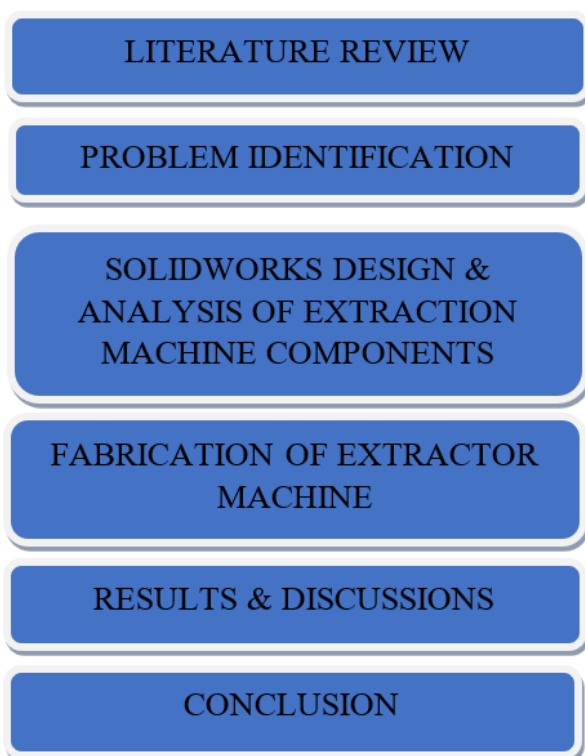 LITERATURE REVIEW
PROBLEM IDENTIFICATION
SOLIDWORKS DESIGN &
ANALYSIS OF EXTRACTION
MACHINE COMPONENTS
FABRICATION OF EXTRACTOR
MACHINE
RESULTS & DISCUSSIONS
CONCLUSION